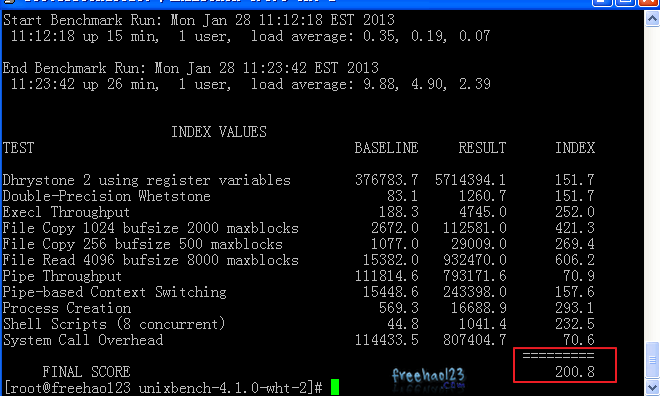 Start Benchmark Run: Mon Jan 28 11:12:18 EST 2013
11:12:18 up 15 min, 1 user, load average: 0.35, 0.19, 0.07
End Benchmark Run: Mon Jan 28 11:23:42 EST 2013
11:23:42 up 26 min, 1 user, load average: 9.88, 4.90, 2.39
INDEX VALUES
TEST BASELINE RESULT INDEX
Dhrystone 2 using register variables 376783.7 5714394.1 151.7
Double-Precision Whetstone 83.1 1260.7 151.7
Execl Throughput 188.3 4745.0 252.0
File Copy 1024 bufsize 2000 maxblocks 2672.0 112581.0 421.3
File Copy 256 bufsize 500 maxblocks 1077.0 29009.0 269.4
File Read 4096 bufsize 8000 maxblocks 15382.0 932470.0 606.2
Pipe Throughput 111814.6 793171.6 70.9
Pipe-based Context Switching 15448.6 243398.0 157.6
Process Creation 569.3 16688.9 293.1
Shell Scripts (8 concurrent) 44.8 1041.4 232.5
System Call Overhead 114433.5 807404.7 70.6
=========
FINAL SCORE 200.8
[root@freehao123 unixbench-4.1.0-wht-2]#
freehao123
.com